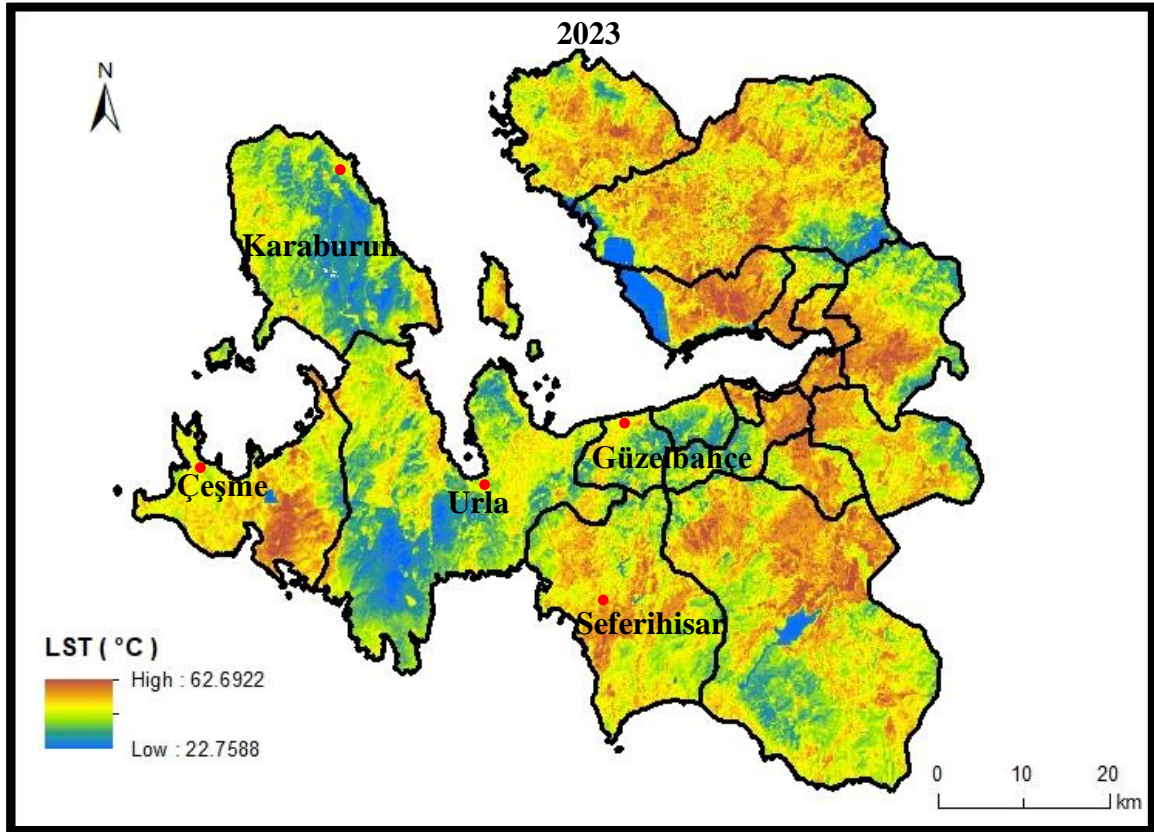 2023
N
Karaburun
Güzelbahçe
Çeşme
Urla
Seferihisar
LST ( °C )
High : 62.6922
Low : 22.7588
0 10 20
km